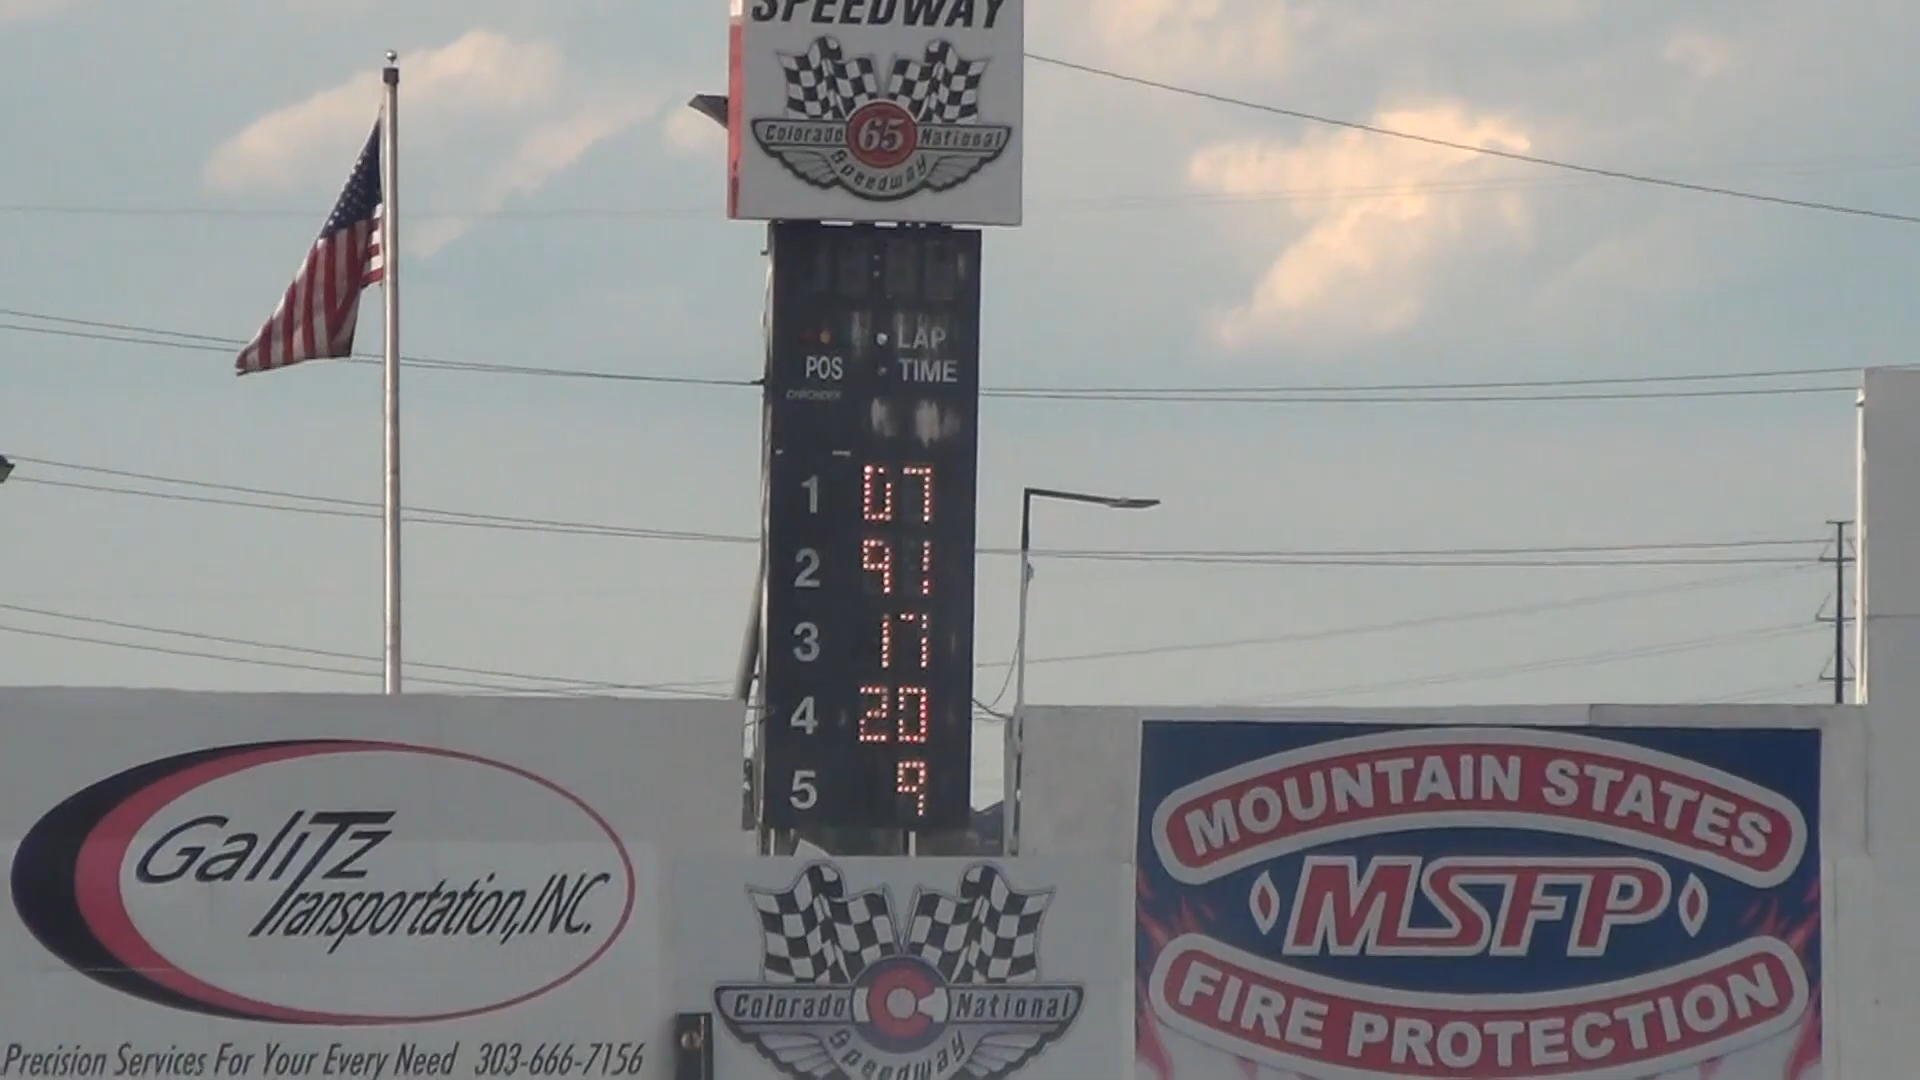 SPEEDWAY
Colorado 65 National
Speedway
LAP
POS TIME
1 07
2 91
3 17
4 20
5 9
GaliTz
Transportation,INC.
Precision Services For Your Every Need 303-666-7156
Colorado C National
Speedway
MOUNTAIN STATES
MSFP
FIRE PROTECTION